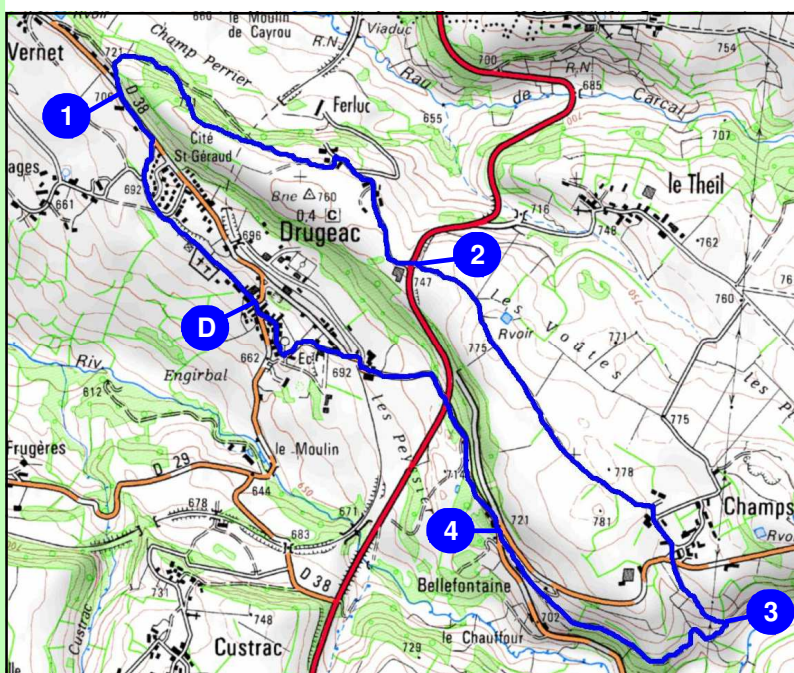 Rvoir
660
le Moulin
de Cayrou
Viaduc
R.N
700
754
Vernet
721
Champ Perrier
R.N
685
Rau de Carcal
1
D 38
Ferluc
655
700
707
Cité
St-Géraud
ages
661
692
le Theil
716
748
762
Bne 760
0.4 C
Drugeac
696
2
747
750
760
les Voûtes
Rvoir
771
775
D
Riv.
Engirbal
662
Ec.
692
612
775
le Moulin
Frugères
D 29
644
610
714
778
678
671
781
Champs
683
4
721
D 38
Bellefontaine
731
702
3
Custrac
748
Custrac
729
le Chauffour